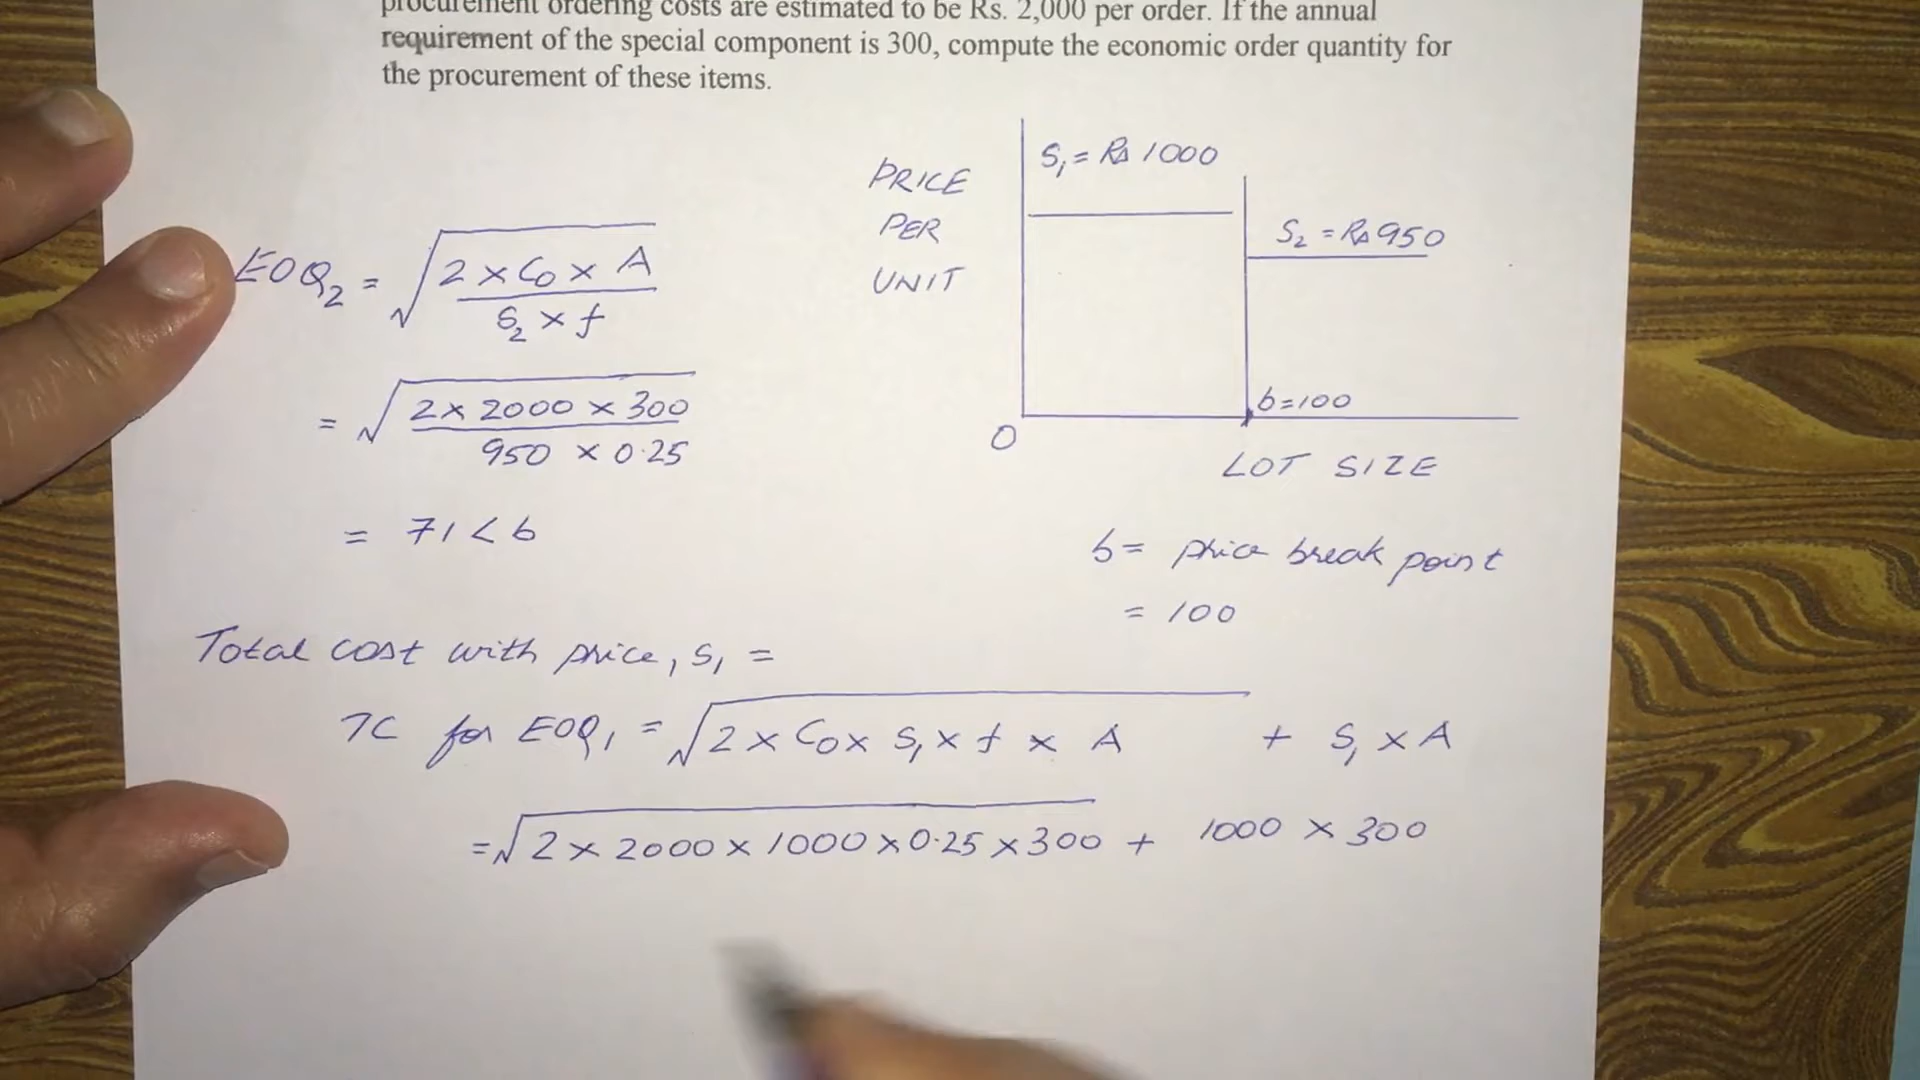 procurement ordering costs are estimated to be Rs. 2,000 per order. If the annual
requirement of the special component is 300, compute the economic order quantity for
the procurement of these items.
EOQ₂ = √(2 × Co × A / S₂ × f)
= √(2 × 2000 × 300 / 950 × 0.25)
= 71 < b
PRICE
PER
UNIT
S₁ = Rs 1000
S₂ = Rs 950
b=100
0
LOT SIZE
b = price break point
= 100
Total cost with price, S₁ =
TC for EOQ₁ = √(2 × Co × S₁ × f × A) + S₁ × A
= √(2 × 2000 × 1000 × 0.25 × 300) + 1000 × 300